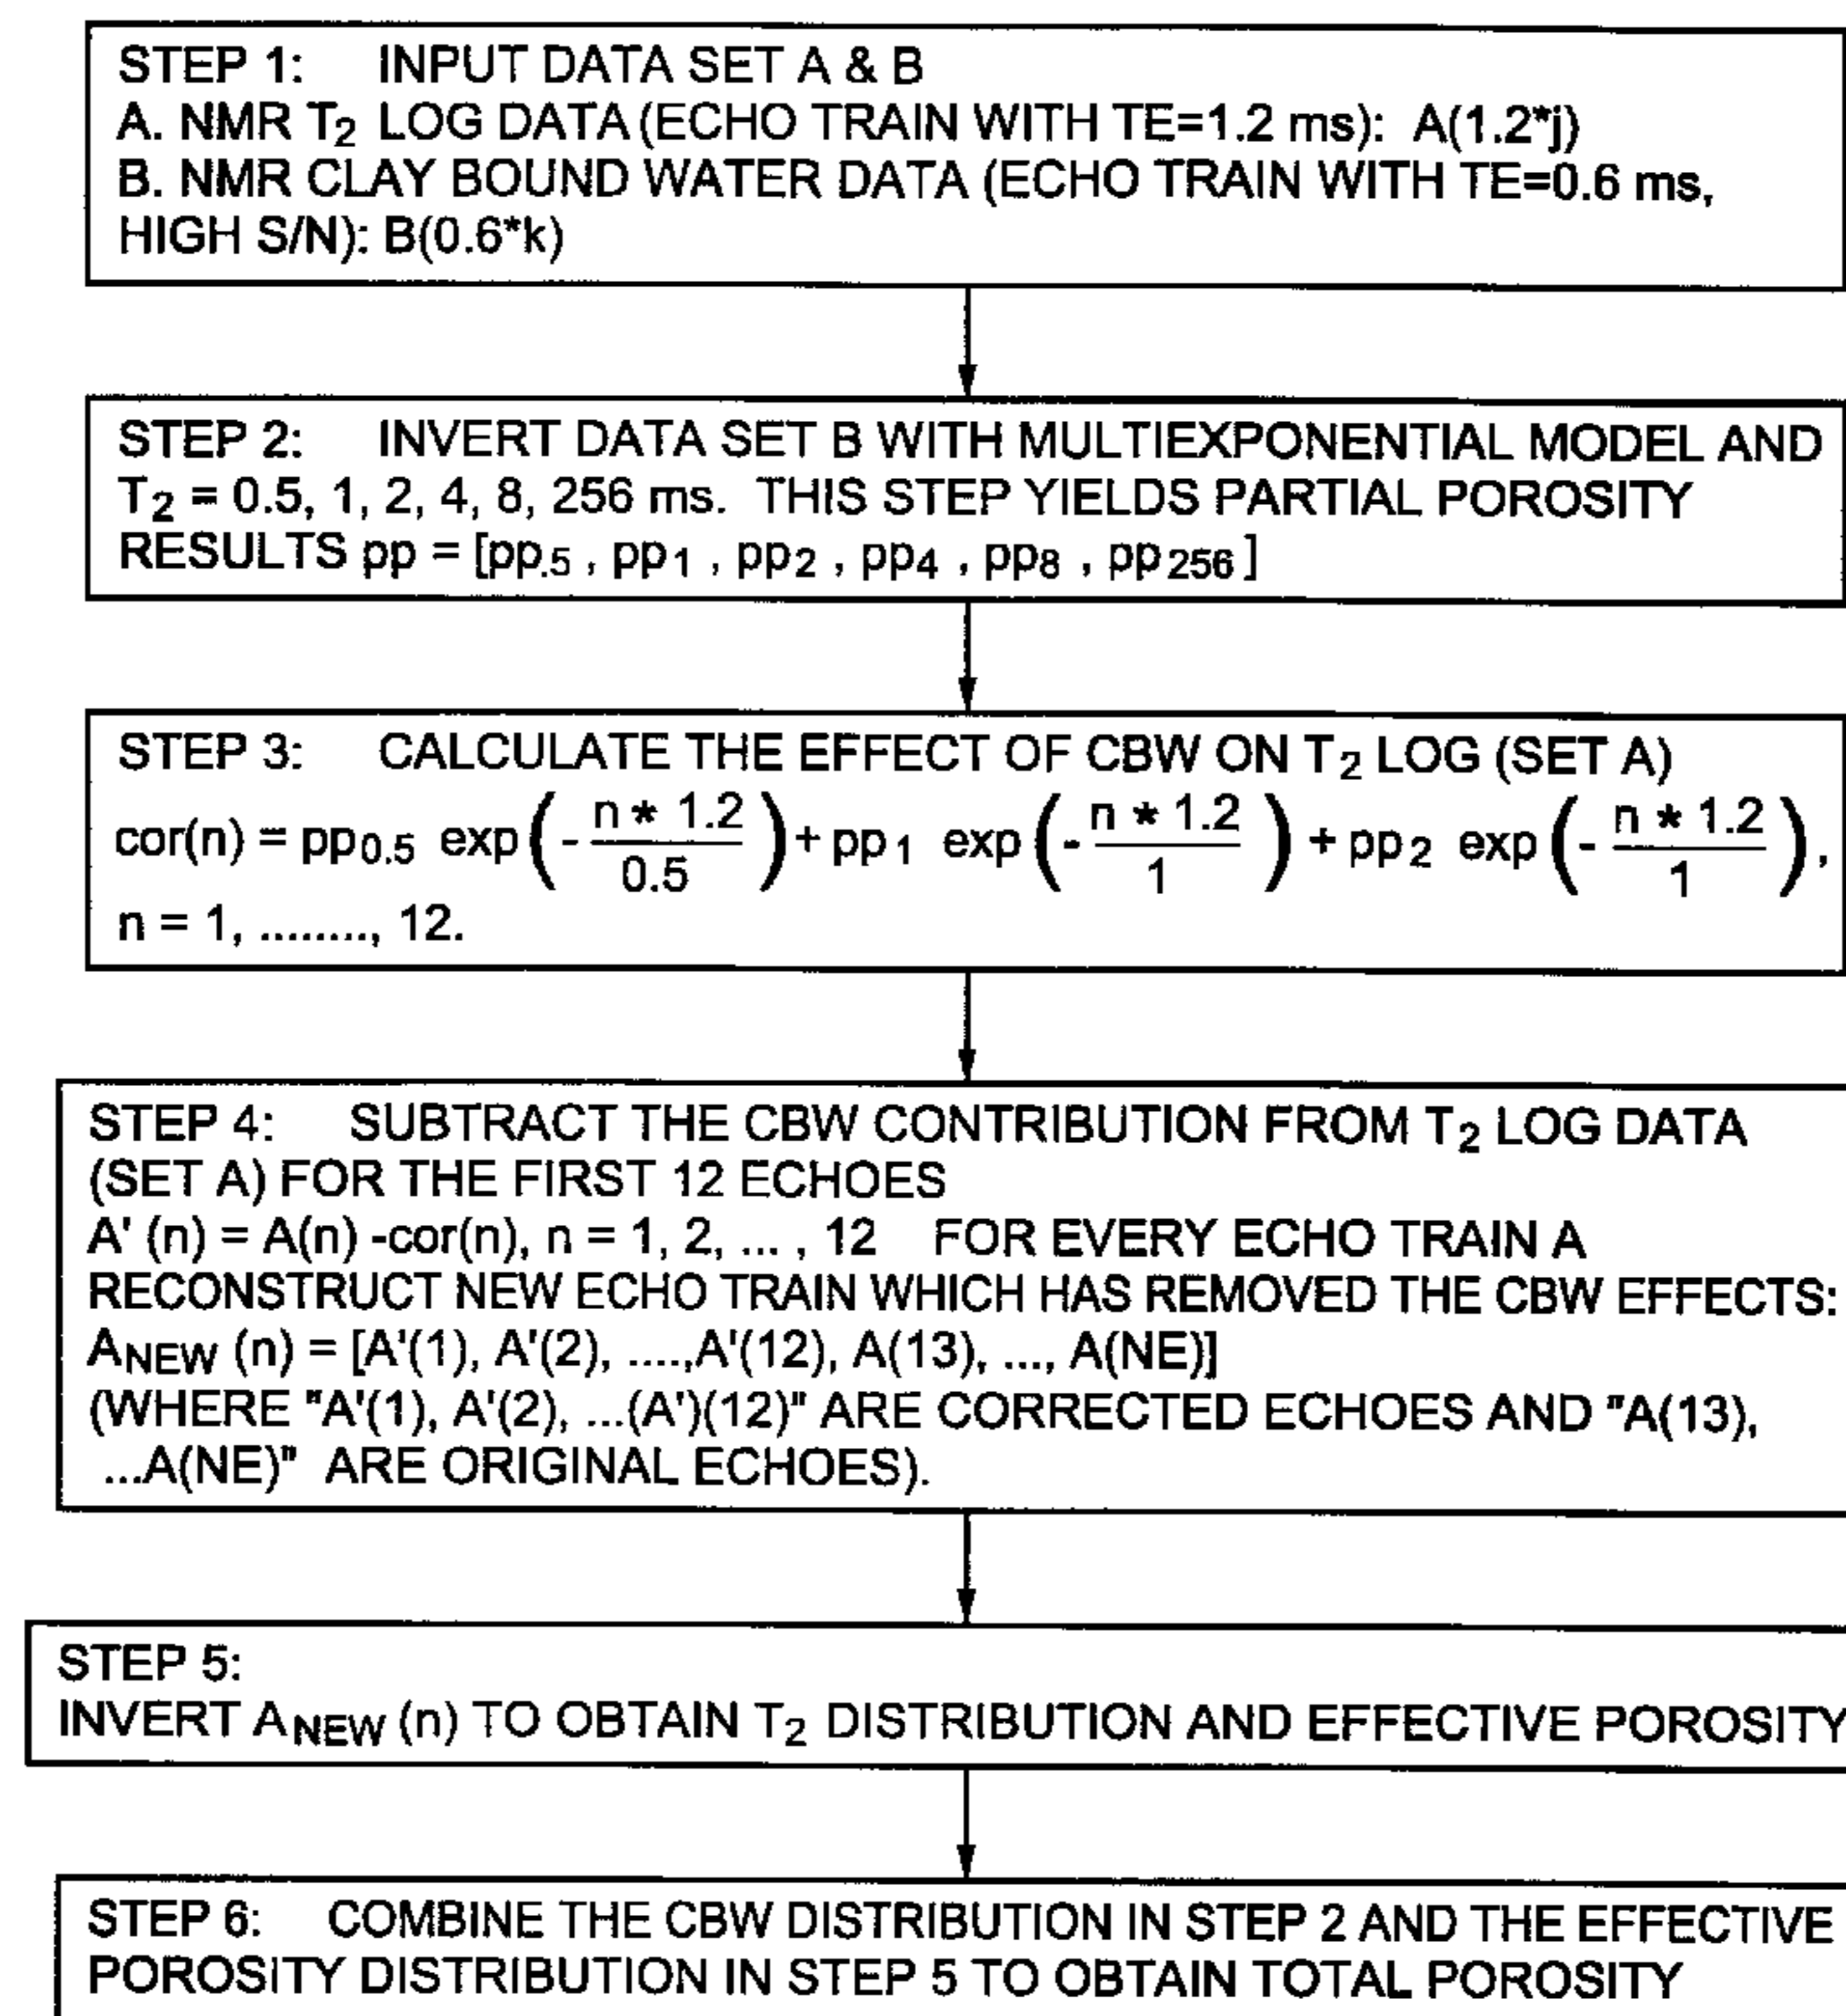 STEP 1: INPUT DATA SET A & B
A. NMR T2 LOG DATA (ECHO TRAIN WITH TE=1.2 ms): A(1.2*j)
B. NMR CLAY BOUND WATER DATA (ECHO TRAIN WITH TE=0.6 ms,
HIGH S/N): B(0.6*k)
STEP 2: INVERT DATA SET B WITH MULTIEXPONENTIAL MODEL AND
T2 = 0.5, 1, 2, 4, 8, 256 ms. THIS STEP YIELDS PARTIAL POROSITY
RESULTS pp = [pp.5 , pp1 , pp2 , pp4 , pp8 , pp256 ]
STEP 3: CALCULATE THE EFFECT OF CBW ON T2 LOG (SET A)
cor(n) = pp0.5 exp(- n * 1.2 / 0.5 ) + pp1 exp(- n * 1.2 / 1 ) + pp2 exp(- n * 1.2 / 1 ),
n = 1, ........, 12.
STEP 4: SUBTRACT THE CBW CONTRIBUTION FROM T2 LOG DATA
(SET A) FOR THE FIRST 12 ECHOES
A' (n) = A(n) -cor(n), n = 1, 2, ... , 12 FOR EVERY ECHO TRAIN A
RECONSTRUCT NEW ECHO TRAIN WHICH HAS REMOVED THE CBW EFFECTS:
ANEW (n) = [A'(1), A'(2), ....,A'(12), A(13), ..., A(NE)]
(WHERE "A'(1), A'(2), ...(A')(12)" ARE CORRECTED ECHOES AND "A(13),
...A(NE)" ARE ORIGINAL ECHOES).
STEP 5:
INVERT ANEW (n) TO OBTAIN T2 DISTRIBUTION AND EFFECTIVE POROSITY
STEP 6: COMBINE THE CBW DISTRIBUTION IN STEP 2 AND THE EFFECTIVE
POROSITY DISTRIBUTION IN STEP 5 TO OBTAIN TOTAL POROSITY